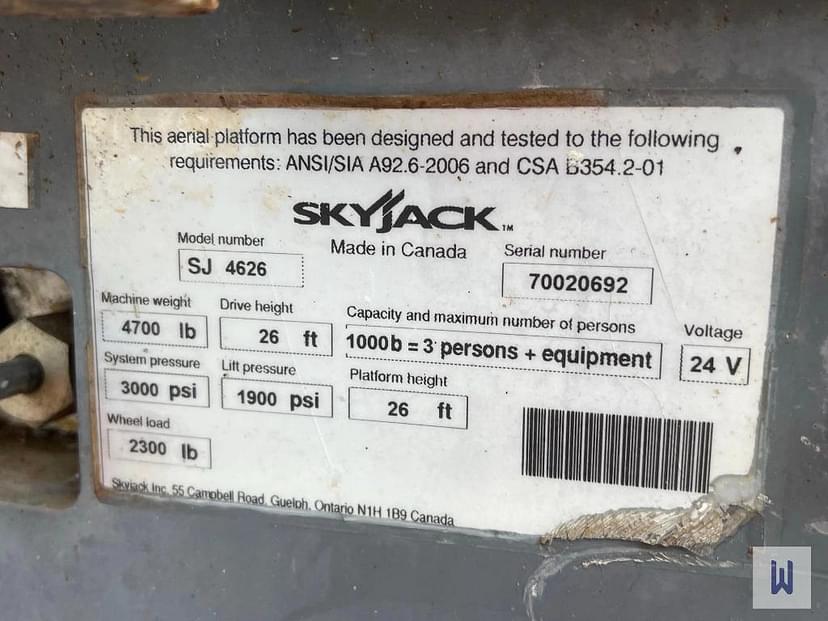 This aerial platform has been designed and tested to the following
requirements: ANSI/SIA A92.6-2006 and CSA B354.2-01
SKYJACK™
Made in Canada
Model number
SJ 4626
Serial number
70020692
Machine weight
4700 lb
Drive height
26 ft
Capacity and maximum number of persons
1000b = 3 persons + equipment
Voltage
24 V
System pressure
3000 psi
Lift pressure
1900 psi
Platform height
26 ft
Wheel load
2300 lb
Skyjack Inc. 55 Campbell Road, Guelph, Ontario N1H 1B9 Canada
W